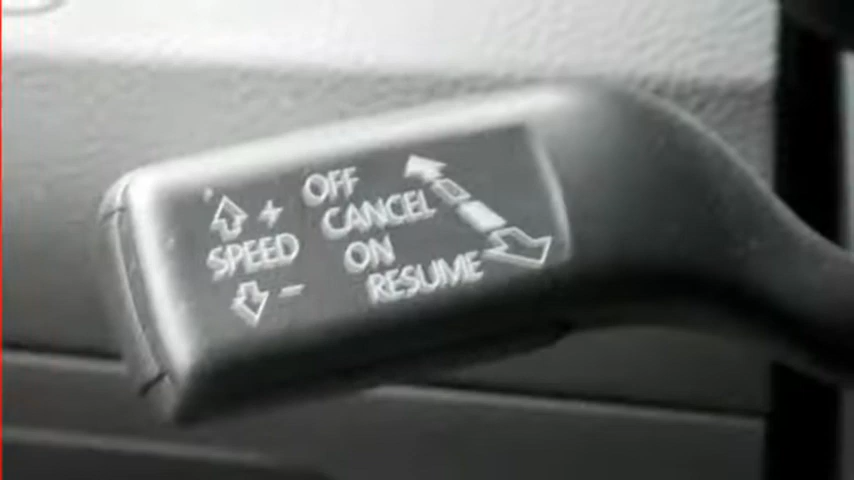 OFF
CANCEL
ON
RESUME
+
SPEED
-